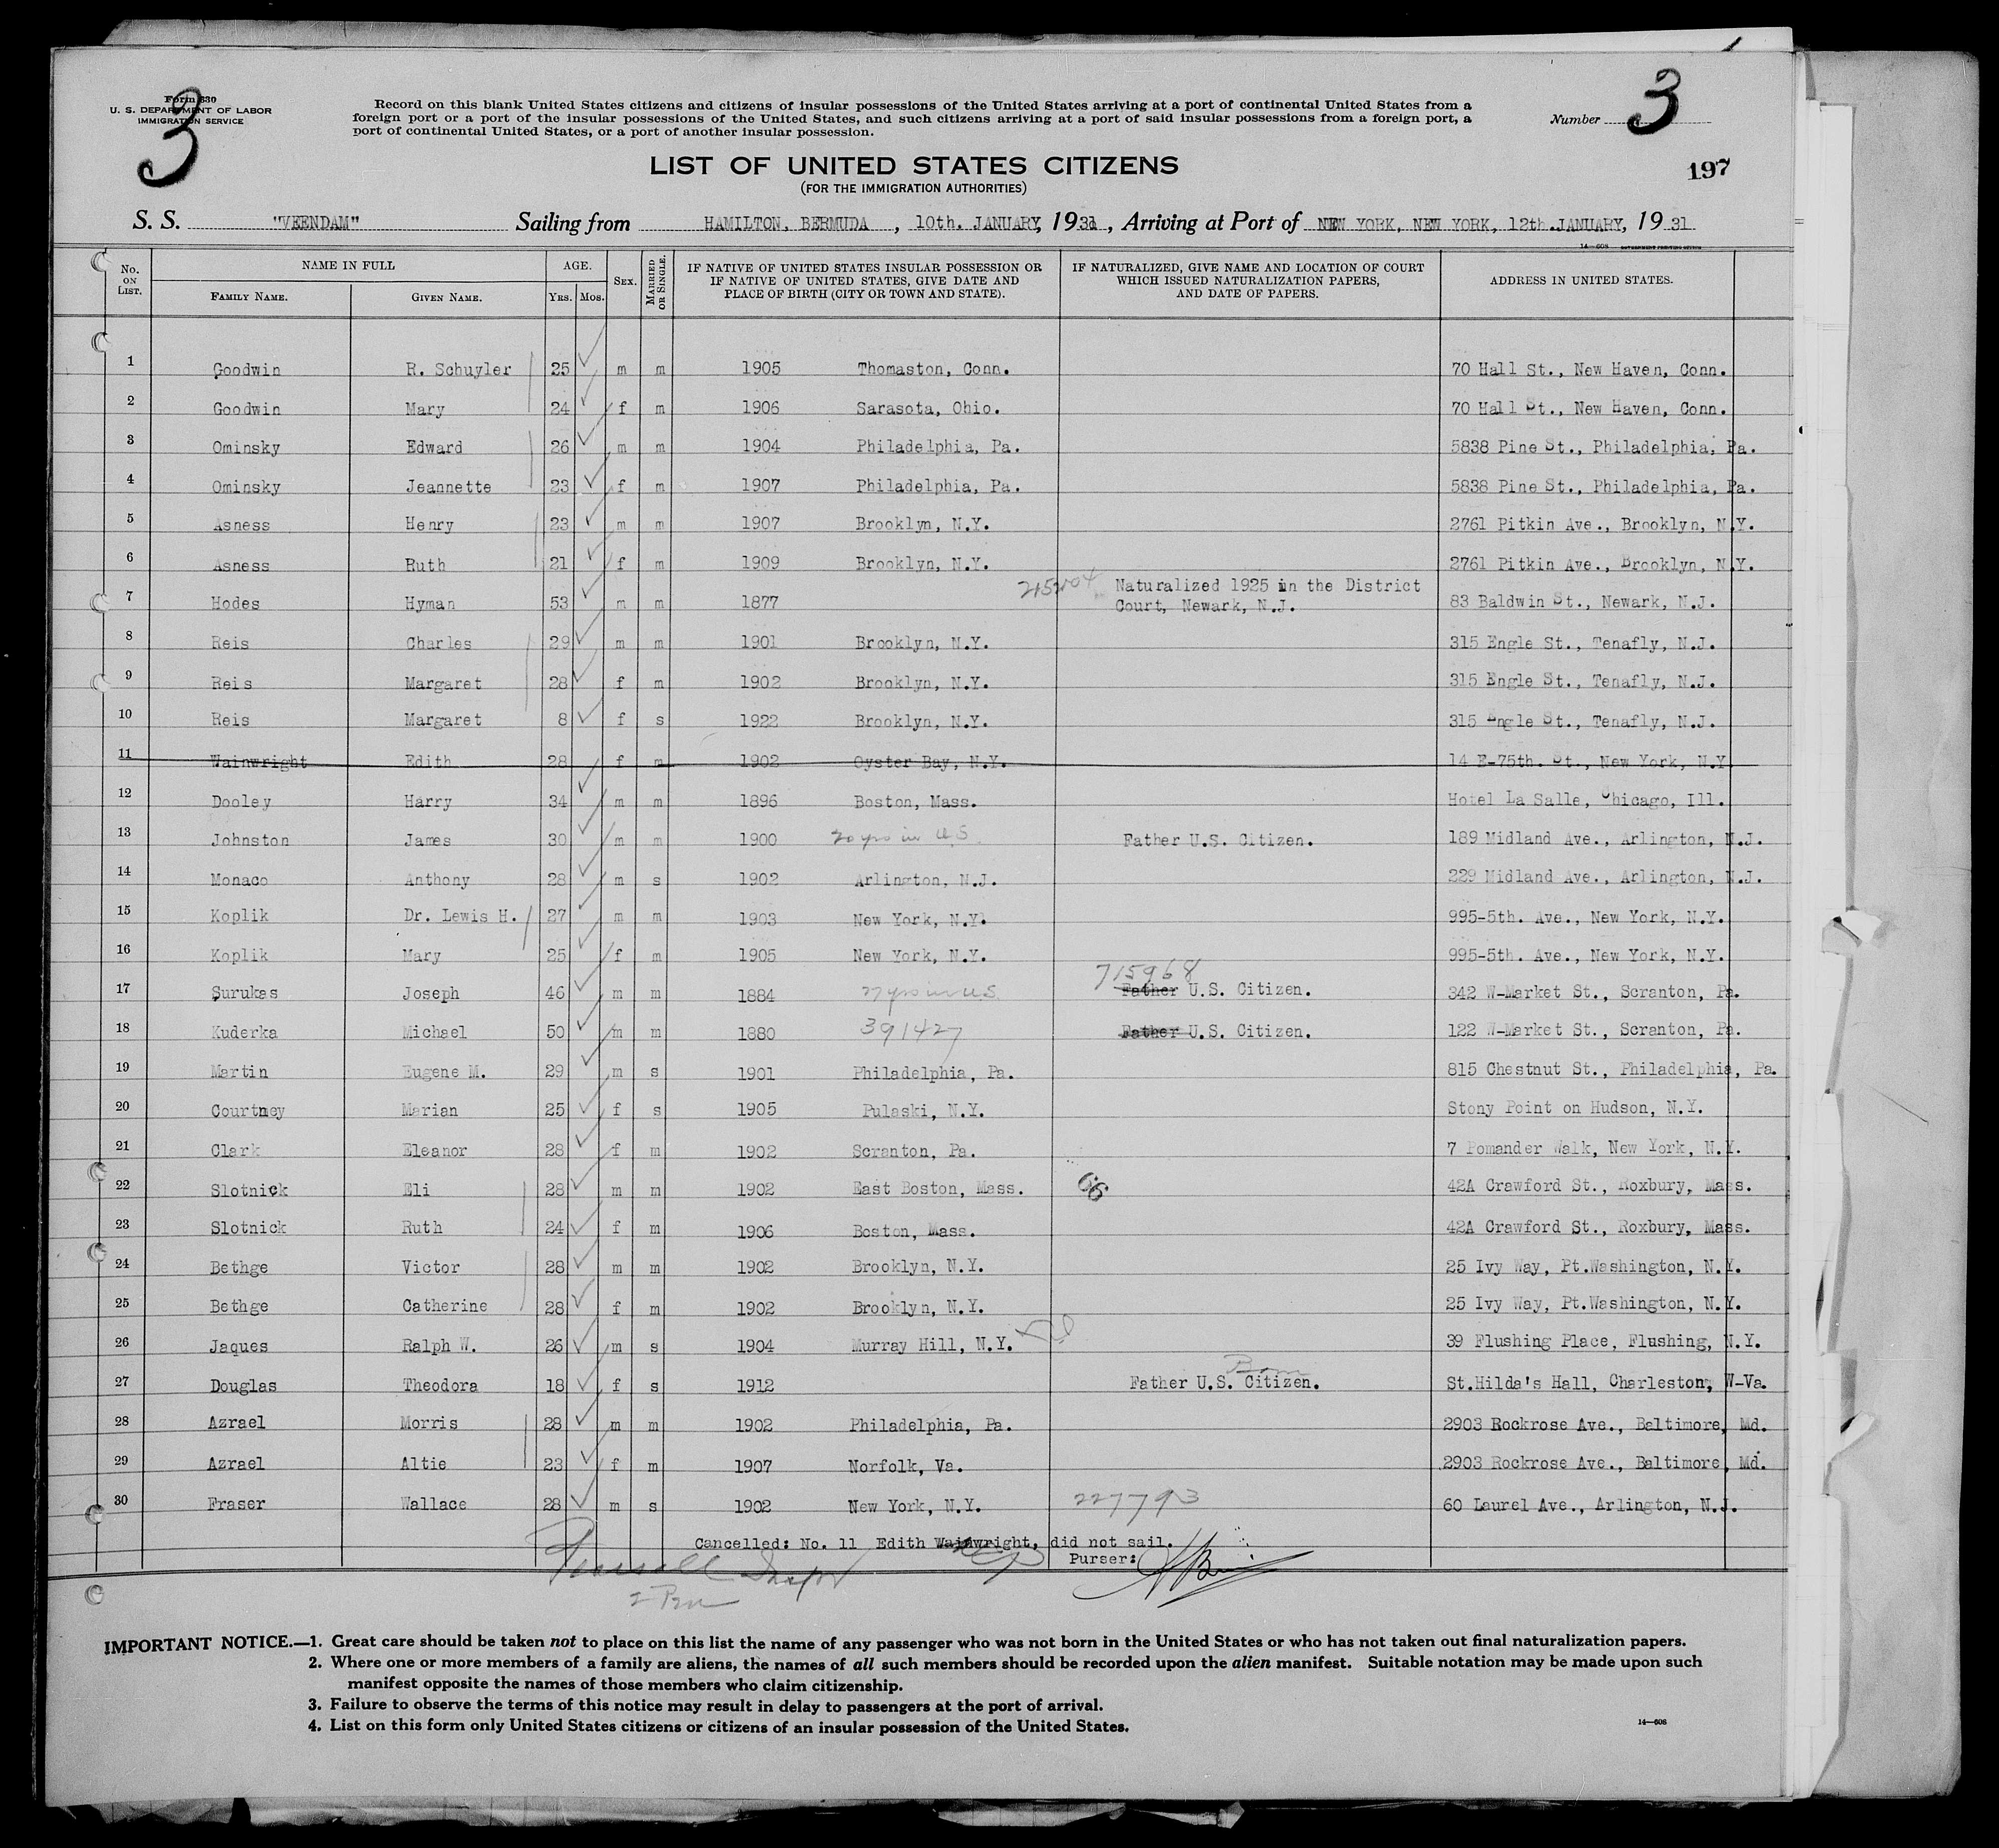 3
Form 630
U. S. DEPARTMENT OF LABOR
IMMIGRATION SERVICE
Record on this blank United States citizens and citizens of insular possessions of the United States arriving at a port of continental United States from a
foreign port or a port of the insular possessions of the United States, and such citizens arriving at a port of said insular possessions from a foreign port, a
port of continental United States, or a port of another insular possession.
Number 3
LIST OF UNITED STATES CITIZENS
(FOR THE IMMIGRATION AUTHORITIES)
197
S. S. "VEENDAM" Sailing from HAMILTON, BERMUDA , 10th. JANUARY, 1931 , Arriving at Port of NEW YORK, NEW YORK, 12th.JANUARY, 1931
14—608 GOVERNMENT PRINTING OFFICE
No. ON LIST. NAME IN FULL FAMILY NAME. GIVEN NAME. AGE. YRS. MOS. SEX. MARRIED OR SINGLE. IF NATIVE OF UNITED STATES INSULAR POSSESSION OR IF NATIVE OF UNITED STATES, GIVE DATE AND PLACE OF BIRTH (CITY OR TOWN AND STATE). IF NATURALIZED, GIVE NAME AND LOCATION OF COURT WHICH ISSUED NATURALIZATION PAPERS, AND DATE OF PAPERS. ADDRESS IN UNITED STATES.
1 Goodwin R. Schuyler 25 m m 1905 Thomaston, Conn. 70 Hall St., New Haven, Conn.
2 Goodwin Mary 24 f m 1906 Sarasota, Ohio. 70 Hall St., New Haven, Conn.
3 Ominsky Edward 26 m m 1904 Philadelphia, Pa. 5838 Pine St., Philadelphia, Pa.
4 Ominsky Jeannette 23 f m 1907 Philadelphia, Pa. 5838 Pine St., Philadelphia, Pa.
5 Asness Henry 23 m m 1907 Brooklyn, N.Y. 2761 Pitkin Ave., Brooklyn, N.Y.
6 Asness Ruth 21 f m 1909 Brooklyn, N.Y. 2761 Pitkin Ave., Brooklyn, N.Y.
7 Hodes Hyman 53 m m 1877 Naturalized 1925 in the District Court, Newark, N.J. 83 Baldwin St., Newark, N.J.
8 Reis Charles 29 m m 1901 Brooklyn, N.Y. 315 Engle St., Tenafly, N.J.
9 Reis Margaret 28 f m 1902 Brooklyn, N.Y. 315 Engle St., Tenafly, N.J.
10 Reis Margaret 8 f s 1922 Brooklyn, N.Y. 315 Engle St., Tenafly, N.J.
11 Wainwright Edith 28 f m 1902 Oyster Bay, N.Y. 14 E-75th. St., New York, N.Y.
12 Dooley Harry 34 m m 1896 Boston, Mass. Hotel La Salle, Chicago, Ill.
13 Johnston James 30 m m 1900 20 yrs in U.S. Father U.S. Citizen. 189 Midland Ave., Arlington, N.J.
14 Monaco Anthony 28 m s 1902 Arlington, N.J. 229 Midland Ave., Arlington, N.J.
15 Koplik Dr. Lewis H. 27 m m 1903 New York, N.Y. 995-5th. Ave., New York, N.Y.
16 Koplik Mary 25 f m 1905 New York, N.Y. 995-5th. Ave., New York, N.Y.
715968
17 Surukas Joseph 46 m m 1884 27 yrs in U.S. Father U.S. Citizen. 342 W-Market St., Scranton, Pa.
18 Kuderka Michael 50 m m 1880 391427 Father U.S. Citizen. 122 W-Market St., Scranton, Pa.
19 Martin Eugene M. 29 m s 1901 Philadelphia, Pa. 815 Chestnut St., Philadelphia, Pa.
20 Courtney Marian 25 f s 1905 Pulaski, N.Y. Stony Point on Hudson, N.Y.
21 Clark Eleanor 28 f m 1902 Scranton, Pa. 7 Pomander Walk, New York, N.Y.
22 Slotnick Eli 28 m m 1902 East Boston, Mass. 66 42A Crawford St., Roxbury, Mass.
23 Slotnick Ruth 24 f m 1906 Boston, Mass. 42A Crawford St., Roxbury, Mass.
24 Bethge Victor 28 m m 1902 Brooklyn, N.Y. 25 Ivy Way, Pt.Washington, N.Y.
25 Bethge Catherine 28 f m 1902 Brooklyn, N.Y. 25 Ivy Way, Pt.Washington, N.Y.
26 Jaques Ralph W. 26 m s 1904 Murray Hill, N.Y. 39 Flushing Place, Flushing, N.Y.
Born
27 Douglas Theodora 18 f s 1912 Father U.S. Citizen. St.Hilda's Hall, Charleston, W-Va.
28 Azrael Morris 28 m m 1902 Philadelphia, Pa. 2903 Rockrose Ave., Baltimore, Md.
29 Azrael Altie 23 f m 1907 Norfolk, Va. 2903 Rockrose Ave., Baltimore, Md.
30 Fraser Wallace 28 m s 1902 New York, N.Y. 227793 60 Laurel Ave., Arlington, N.J.
Cancelled: No. 11 Edith Wainwright, did not sail.
Purser:
IMPORTANT NOTICE.—1. Great care should be taken not to place on this list the name of any passenger who was not born in the United States or who has not taken out final naturalization papers.
2. Where one or more members of a family are aliens, the names of all such members should be recorded upon the alien manifest. Suitable notation may be made upon such
manifest opposite the names of those members who claim citizenship.
3. Failure to observe the terms of this notice may result in delay to passengers at the port of arrival.
4. List on this form only United States citizens or citizens of an insular possession of the United States.
14—608